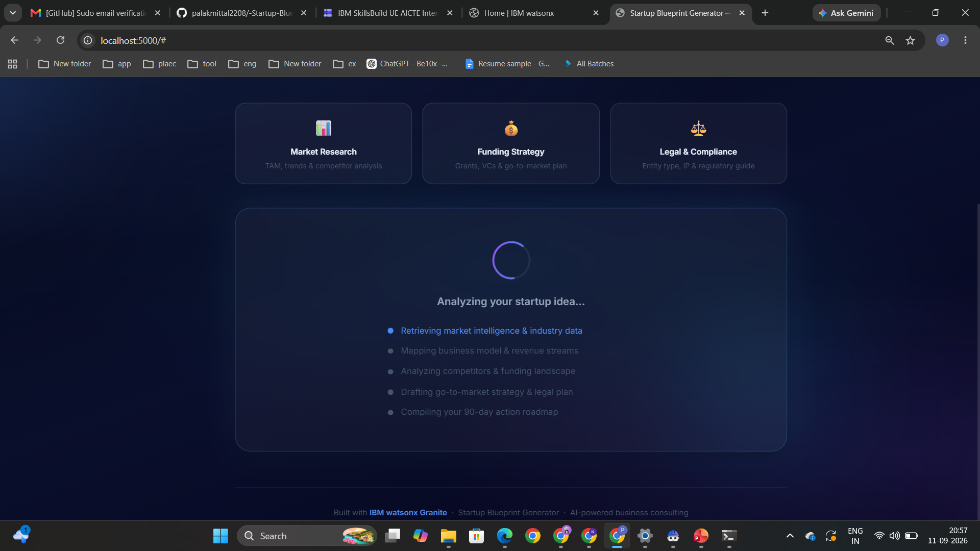 [GitHub] Sudo email verificatio
palakmittal2208/-Startup-Blue
IBM SkillsBuild UE AICTE Inter
Home | IBM watsonx
Startup Blueprint Generator –
Ask Gemini
localhost:5000/#
New folder
app
plaec
tool
eng
New folder
ex
ChatGPT - Be10x ...
Resume sample - G...
All Batches
Market Research
TAM, trends & competitor analysis
Funding Strategy
Grants, VCs & go-to-market plan
Legal & Compliance
Entity type, IP & regulatory guide
Analyzing your startup idea...
Retrieving market intelligence & industry data
Mapping business model & revenue streams
Analyzing competitors & funding landscape
Drafting go-to-market strategy & legal plan
Compiling your 90-day action roadmap
Built with IBM watsonx Granite · Startup Blueprint Generator · AI-powered business consulting
Search
ENG
IN
20:57
11-09-2026